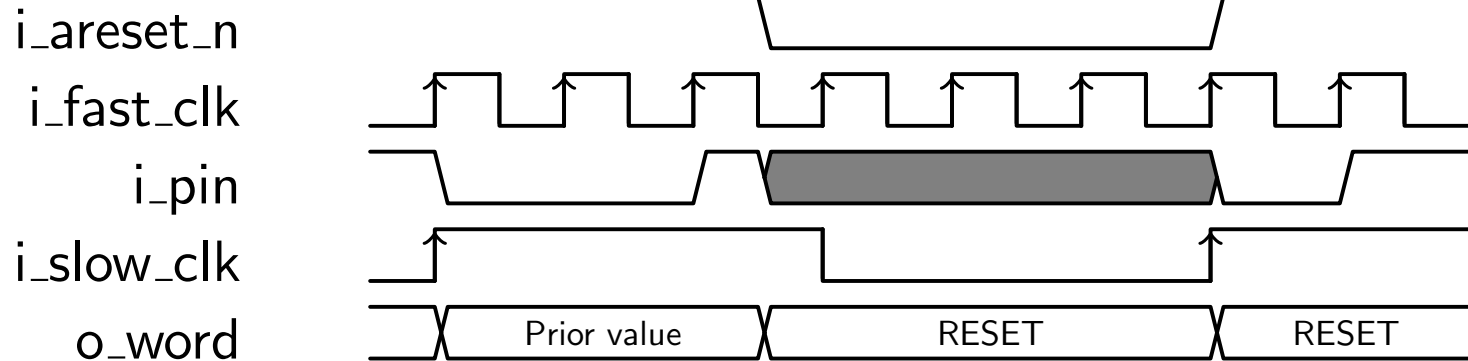 i_areset_n
i_fast_clk
i_pin
i_slow_clk
o_word Prior value RESET RESET